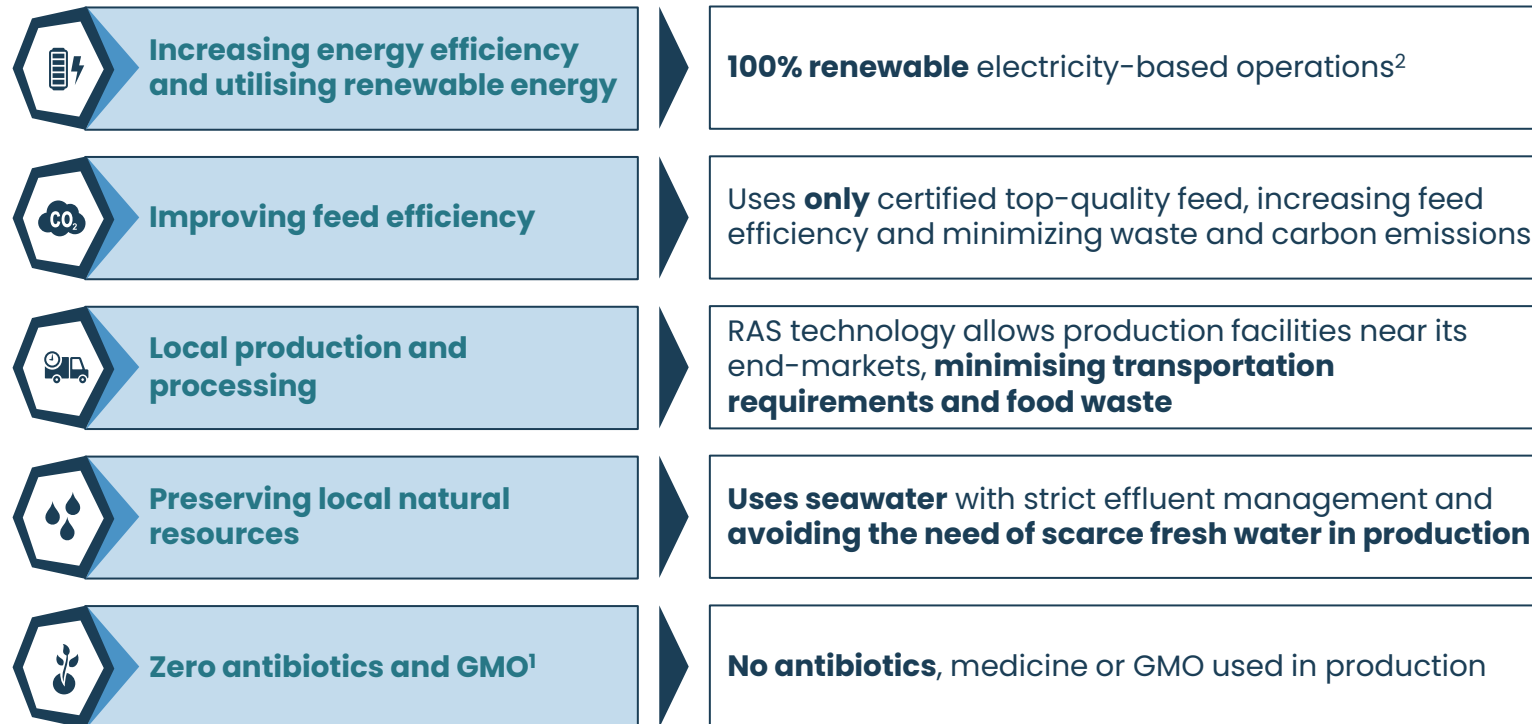 Increasing energy efficiency
and utilising renewable energy
100% renewable electricity-based operations²
CO₂
Improving feed efficiency
Uses only certified top-quality feed, increasing feed
efficiency and minimizing waste and carbon emissions
Local production and
processing
RAS technology allows production facilities near its
end-markets, minimising transportation
requirements and food waste
Preserving local natural
resources
Uses seawater with strict effluent management and
avoiding the need of scarce fresh water in production
Zero antibiotics and GMO¹
No antibiotics, medicine or GMO used in production